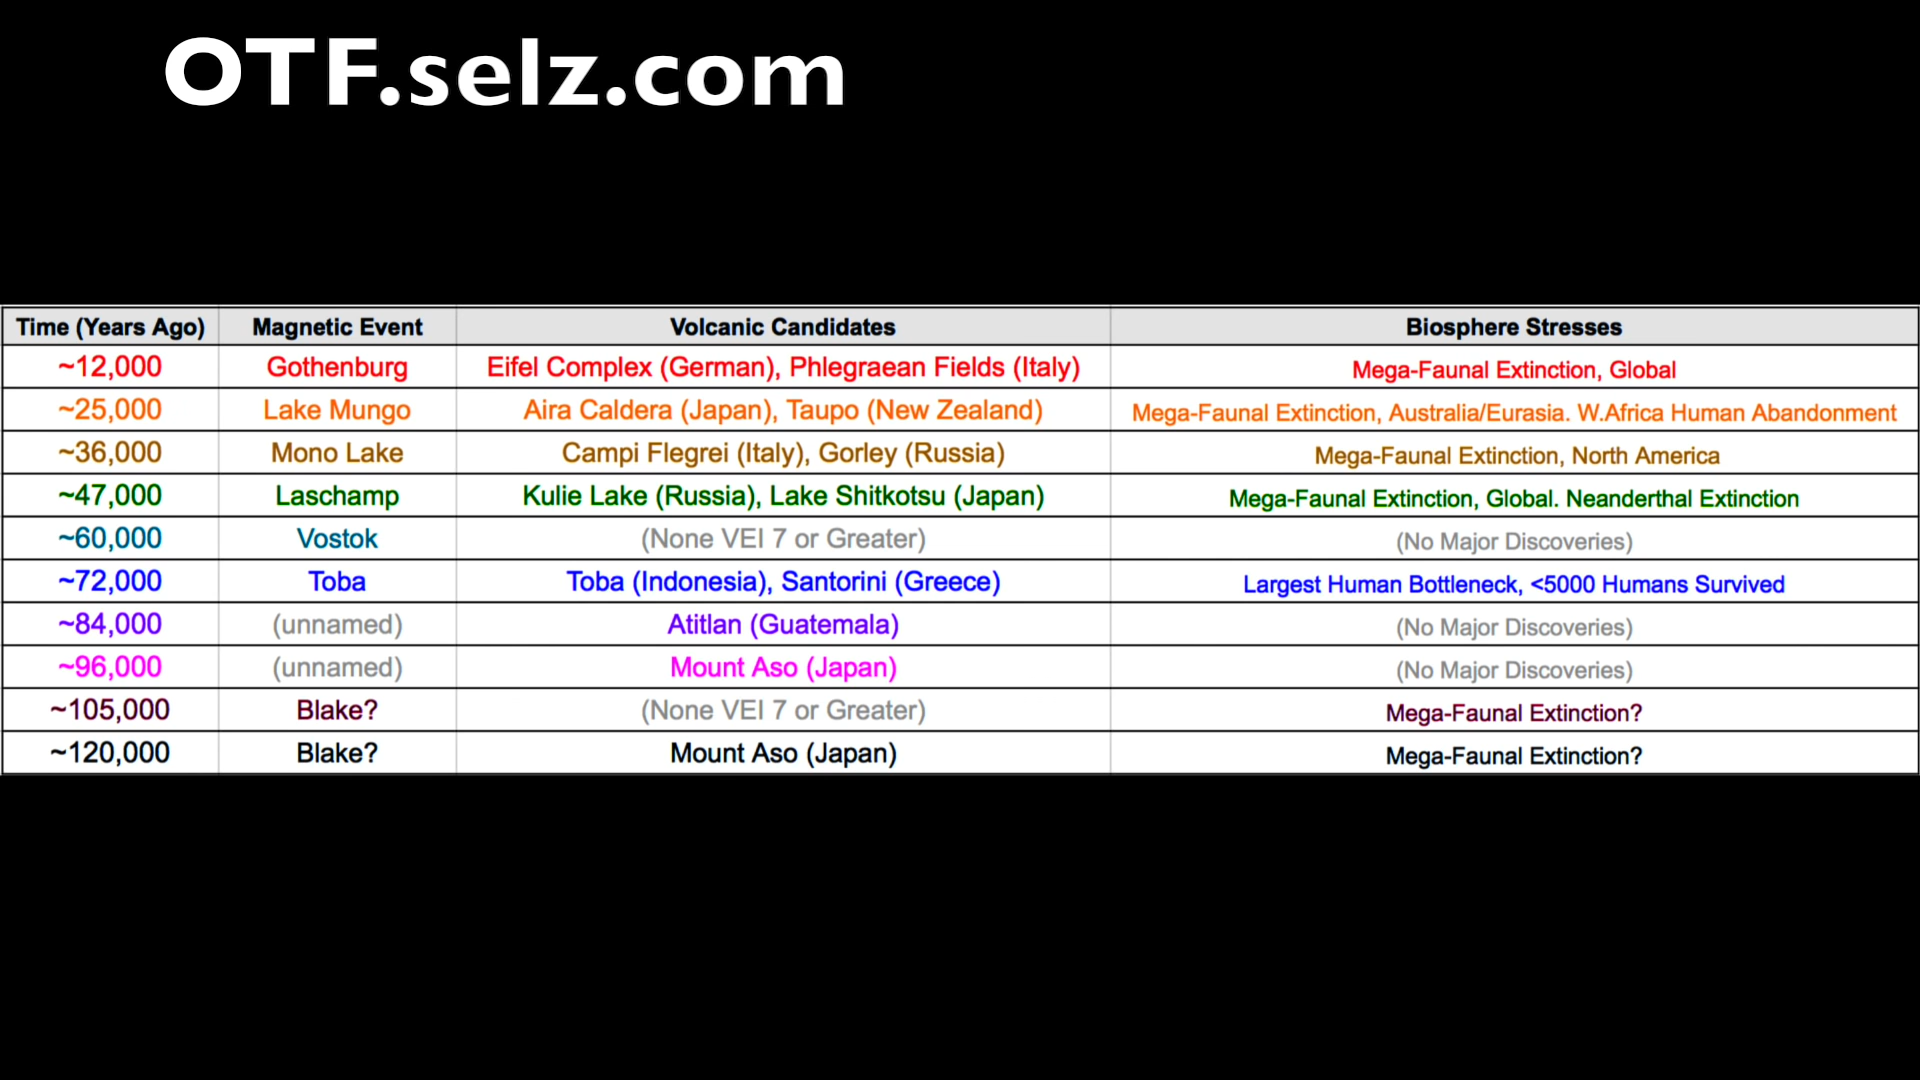 OTF.selz.com
Time (Years Ago) Magnetic Event Volcanic Candidates Biosphere Stresses
~12,000 Gothenburg Eifel Complex (German), Phlegraean Fields (Italy) Mega-Faunal Extinction, Global
~25,000 Lake Mungo Aira Caldera (Japan), Taupo (New Zealand) Mega-Faunal Extinction, Australia/Eurasia. W.Africa Human Abandonment
~36,000 Mono Lake Campi Flegrei (Italy), Gorley (Russia) Mega-Faunal Extinction, North America
~47,000 Laschamp Kulie Lake (Russia), Lake Shitkotsu (Japan) Mega-Faunal Extinction, Global. Neanderthal Extinction
~60,000 Vostok (None VEI 7 or Greater) (No Major Discoveries)
~72,000 Toba Toba (Indonesia), Santorini (Greece) Largest Human Bottleneck, <5000 Humans Survived
~84,000 (unnamed) Atitlan (Guatemala) (No Major Discoveries)
~96,000 (unnamed) Mount Aso (Japan) (No Major Discoveries)
~105,000 Blake? (None VEI 7 or Greater) Mega-Faunal Extinction?
~120,000 Blake? Mount Aso (Japan) Mega-Faunal Extinction?